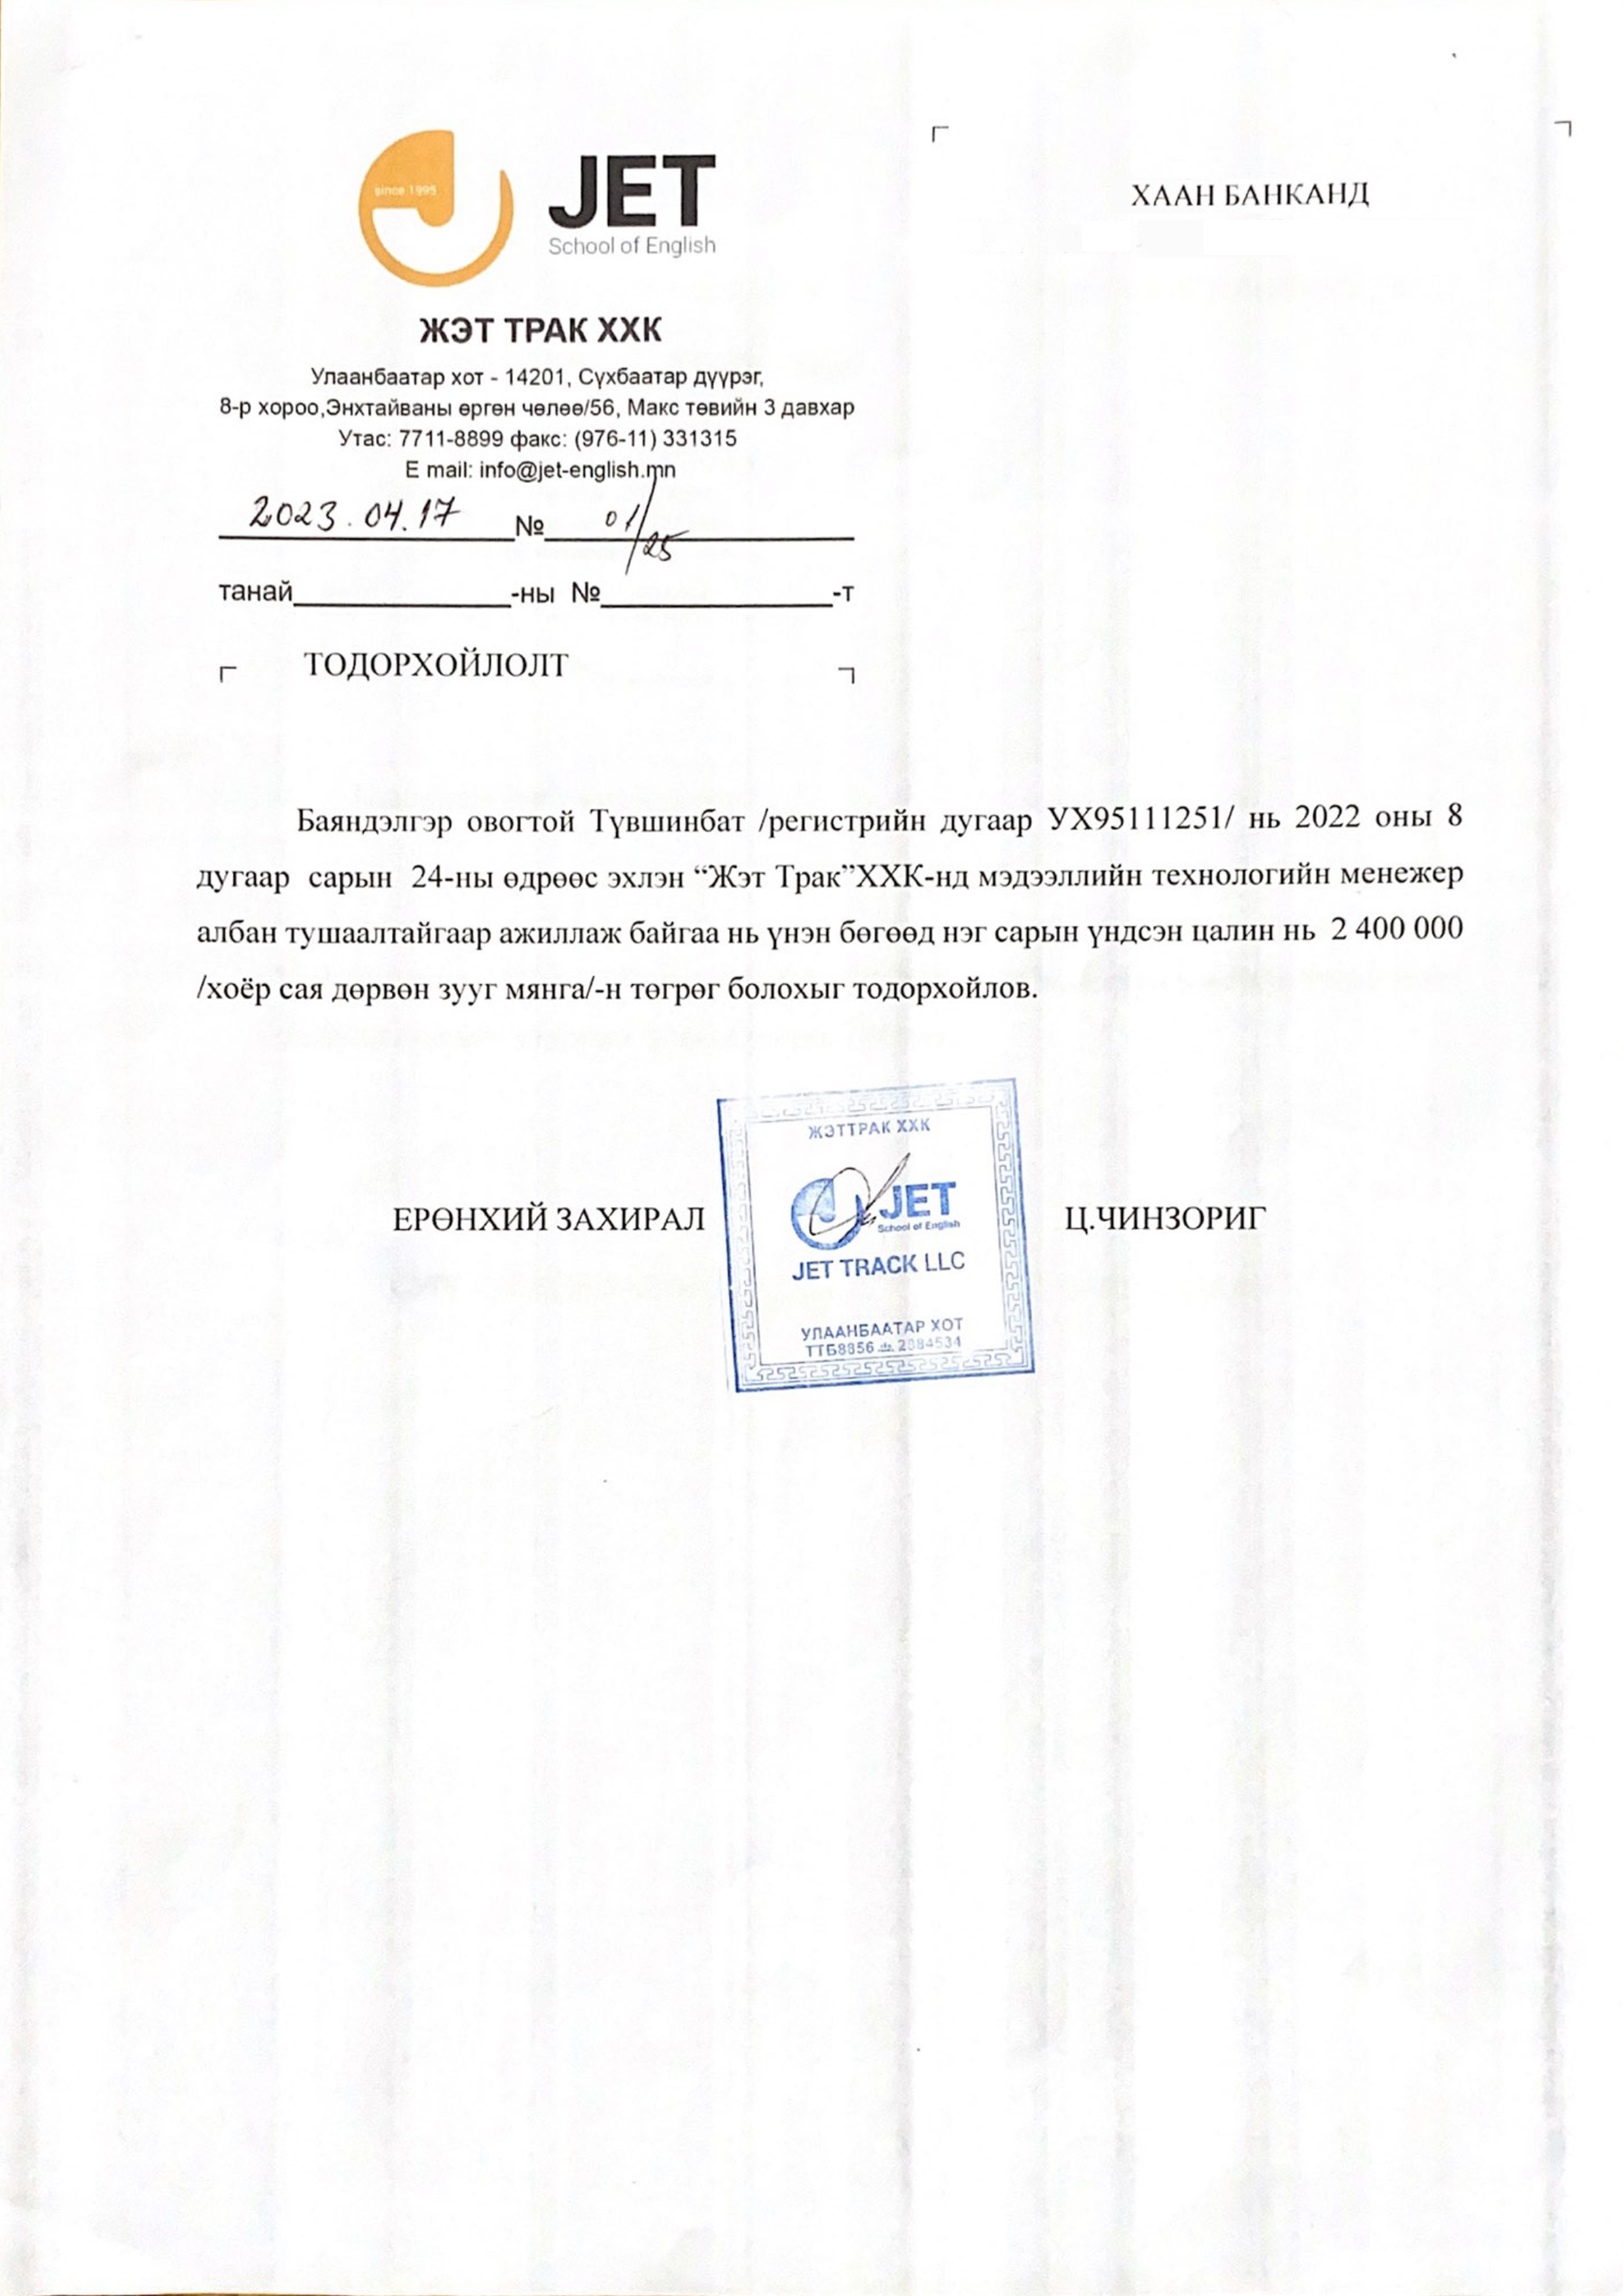 since 1995
JET
School of English
ХААН БАНКАНД
ЖЭТ ТРАК ХХК
Улаанбаатар хот - 14201, Сүхбаатар дүүрэг,
8-р хороо,Энхтайваны өргөн чөлөө/56, Макс төвийн 3 давхар
Утас: 7711-8899 факс: (976-11) 331315
E mail: info@jet-english.mn
2023.04.17 № 01/25
танай ____ -ны № ____ -т
ТОДОРХОЙЛОЛТ
Баяндэлгэр овогтой Түвшинбат /регистрийн дугаар УХ95111251/ нь 2022 оны 8
дугаар сарын 24-ны өдрөөс эхлэн “Жэт Трак”ХХК-нд мэдээллийн технологийн менежер
албан тушаалтайгаар ажиллаж байгаа нь үнэн бөгөөд нэг сарын үндсэн цалин нь 2 400 000
/хоёр сая дөрвөн зууг мянга/-н төгрөг болохыг тодорхойлов.
ЖЭТТРАК ХХК
JET
School of English
ЕРӨНХИЙ ЗАХИРАЛ Ц.ЧИНЗОРИГ
JET TRACK LLC
УЛААНБААТАР ХОТ